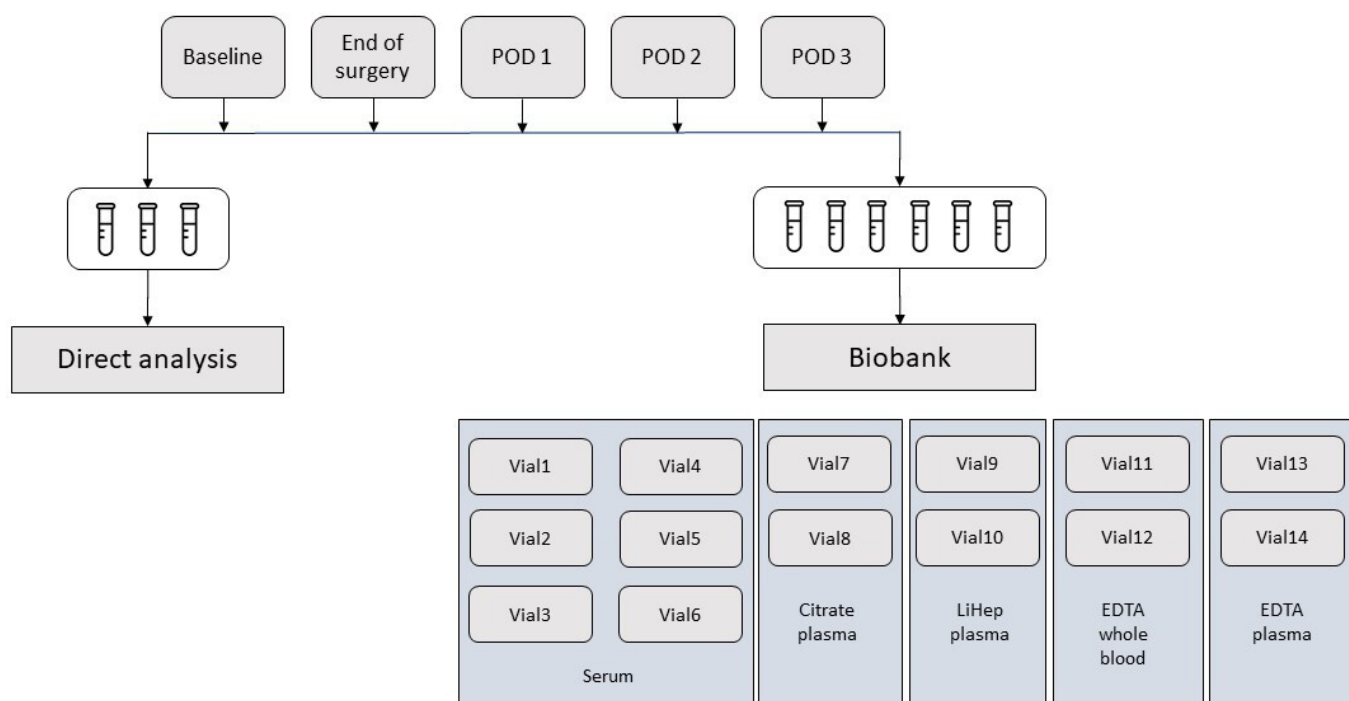 Baseline
End of
surgery
POD 1
POD 2
POD 3
Direct analysis
Biobank
Vial1
Vial4
Vial7
Vial9
Vial11
Vial13
Vial2
Vial5
Vial8
Vial10
Vial12
Vial14
Vial3
Vial6
Citrate
plasma
LiHep
plasma
EDTA
whole
blood
EDTA
plasma
Serum